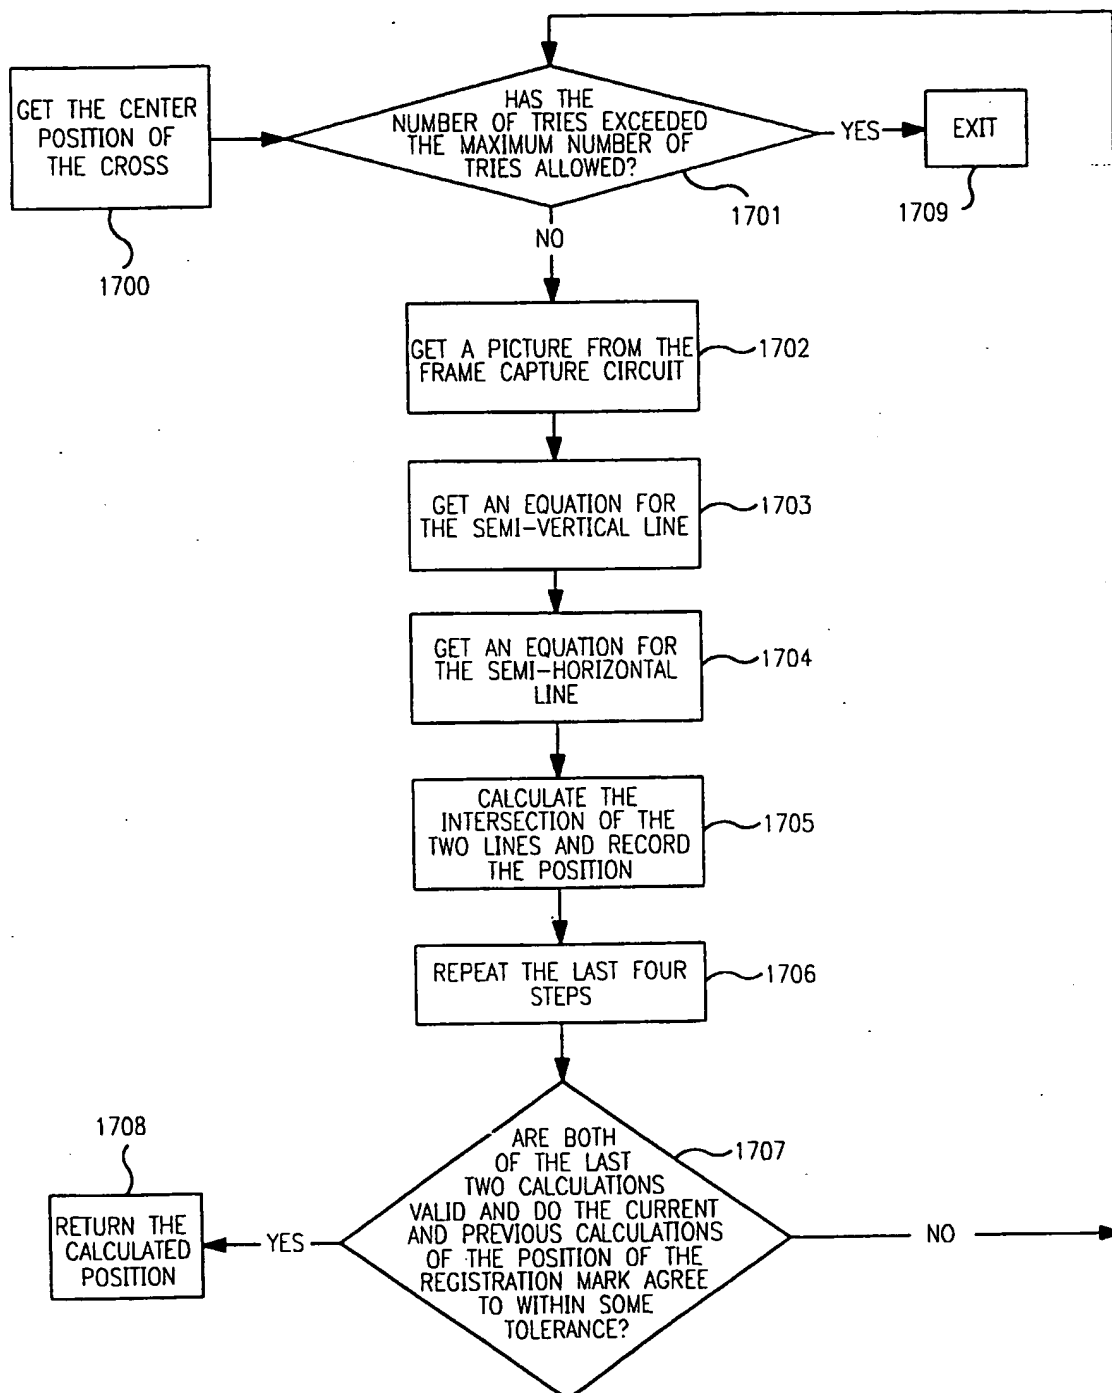 GET THE CENTER
POSITION OF
THE CROSS
1700
HAS THE
NUMBER OF TRIES EXCEEDED
THE MAXIMUM NUMBER OF
TRIES ALLOWED?
1701
YES
EXIT
1709
NO
GET A PICTURE FROM THE
FRAME CAPTURE CIRCUIT
1702
GET AN EQUATION FOR
THE SEMI-VERTICAL LINE
1703
GET AN EQUATION FOR
THE SEMI-HORIZONTAL
LINE
1704
CALCULATE THE
INTERSECTION OF THE
TWO LINES AND RECORD
THE POSITION
1705
REPEAT THE LAST FOUR
STEPS
1706
ARE BOTH
OF THE LAST
TWO CALCULATIONS
VALID AND DO THE CURRENT
AND PREVIOUS CALCULATIONS
OF THE POSITION OF THE
REGISTRATION MARK AGREE
TO WITHIN SOME
TOLERANCE?
1707
NO
YES
1708
RETURN THE
CALCULATED
POSITION